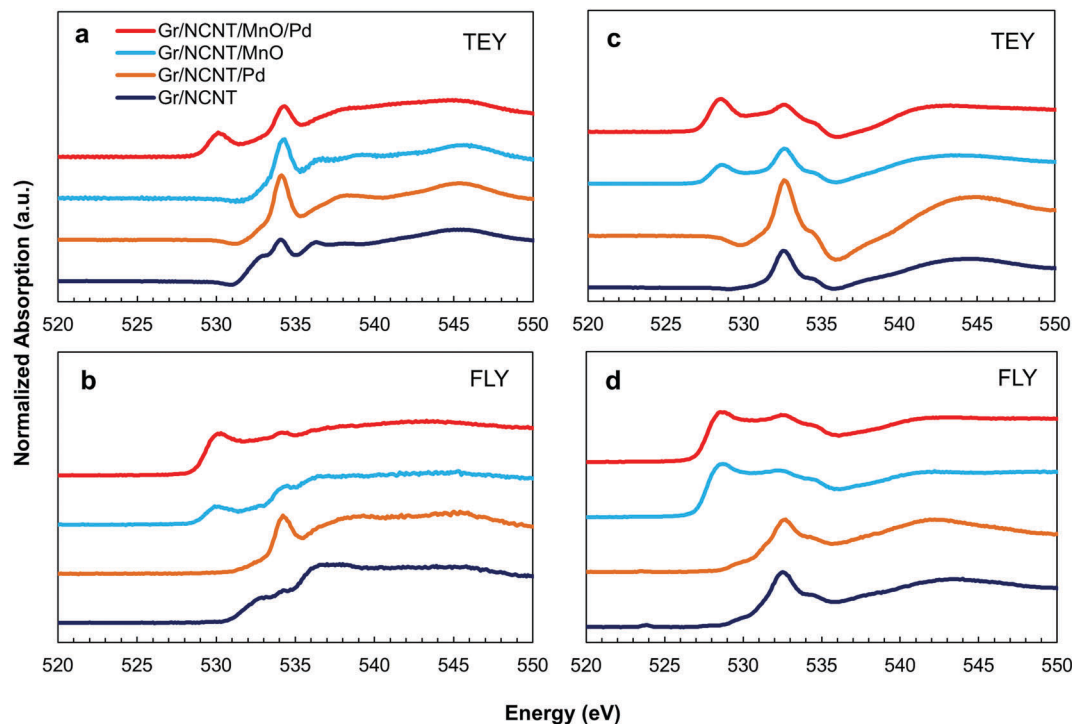 a
Gr/NCNT/MnO/Pd
Gr/NCNT/MnO
Gr/NCNT/Pd
Gr/NCNT
TEY
520 525 530 535 540 545 550
c
TEY
520 525 530 535 540 545 550
b
FLY
520 525 530 535 540 545 550
d
FLY
520 525 530 535 540 545 550
Normalized Absorption (a.u.)
Energy (eV)